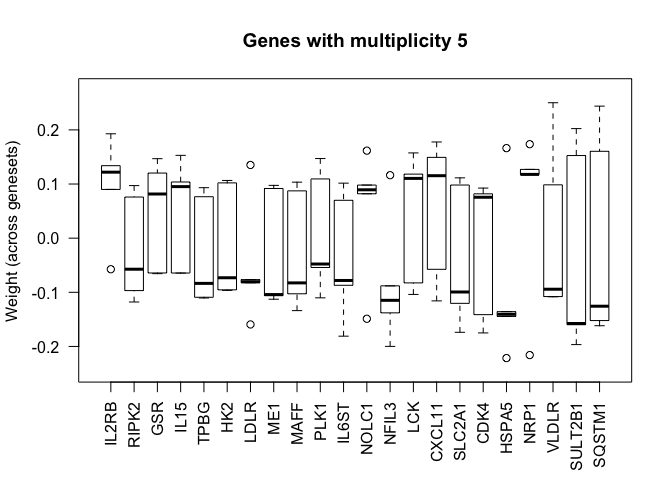 Genes with multiplicity 5
Weight (across genesets)
0.2
0.1
0.0
-0.1
-0.2
IL2RB
RIPK2
GSR
IL15
TPBG
HK2
LDLR
ME1
MAFF
PLK1
IL6ST
NOLC1
NFIL3
LCK
CXCL11
SLC2A1
CDK4
HSPA5
NRP1
VLDLR
SULT2B1
SQSTM1